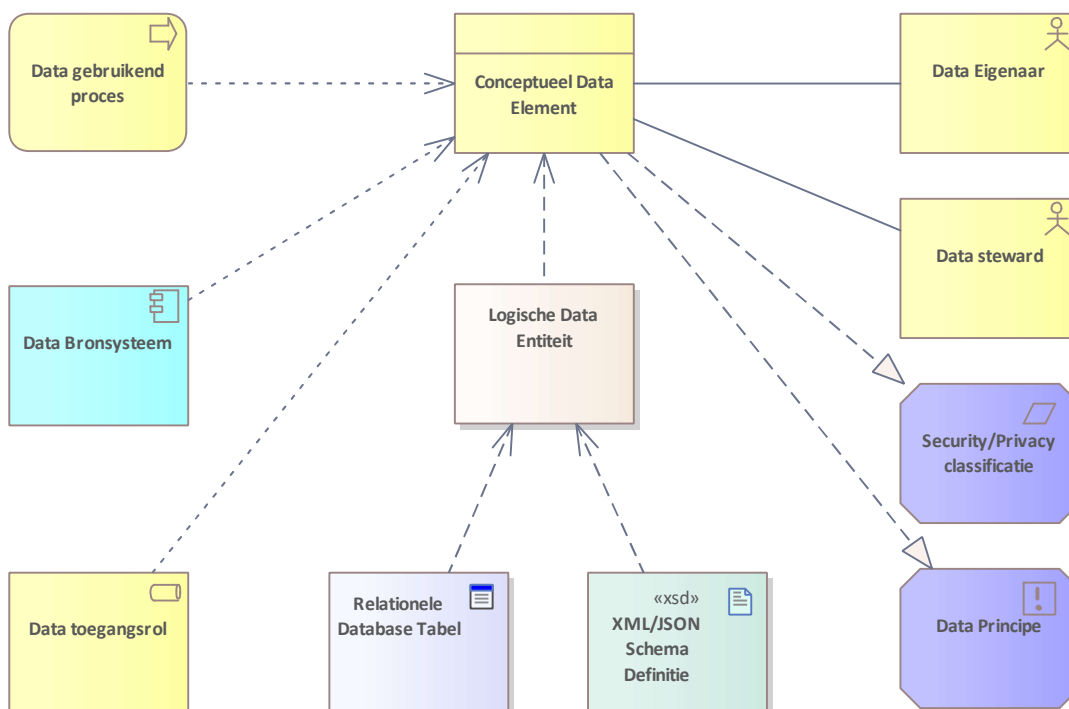 Data gebruikend
proces
Conceptueel Data
Element
Data Eigenaar
Data steward
Data Bronsysteem
Logische Data
Entiteit
Security/Privacy
classificatie
Data toegangsrol
Relationele
Database Tabel
«xsd»
XML/JSON
Schema
Definitie
Data Principe